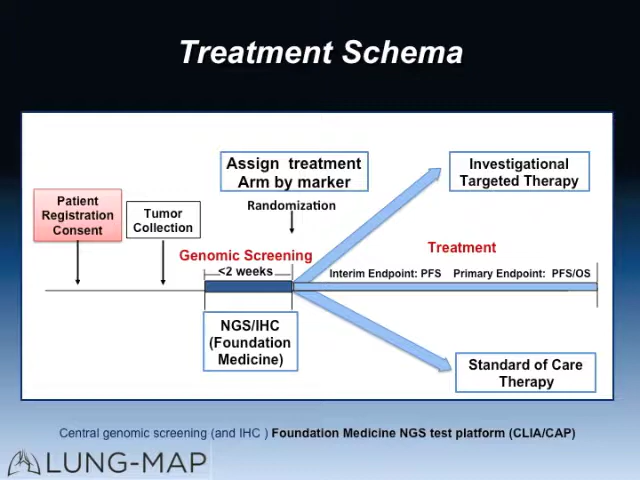 Treatment Schema
Assign treatment
Arm by marker
Randomization
Investigational
Targeted Therapy
Patient
Registration
Consent
Tumor
Collection
Genomic Screening
<2 weeks
Treatment
Interim Endpoint: PFS Primary Endpoint: PFS/OS
NGS/IHC
(Foundation
Medicine)
Standard of Care
Therapy
Central genomic screening (and IHC ) Foundation Medicine NGS test platform (CLIA/CAP)
LUNG-MAP